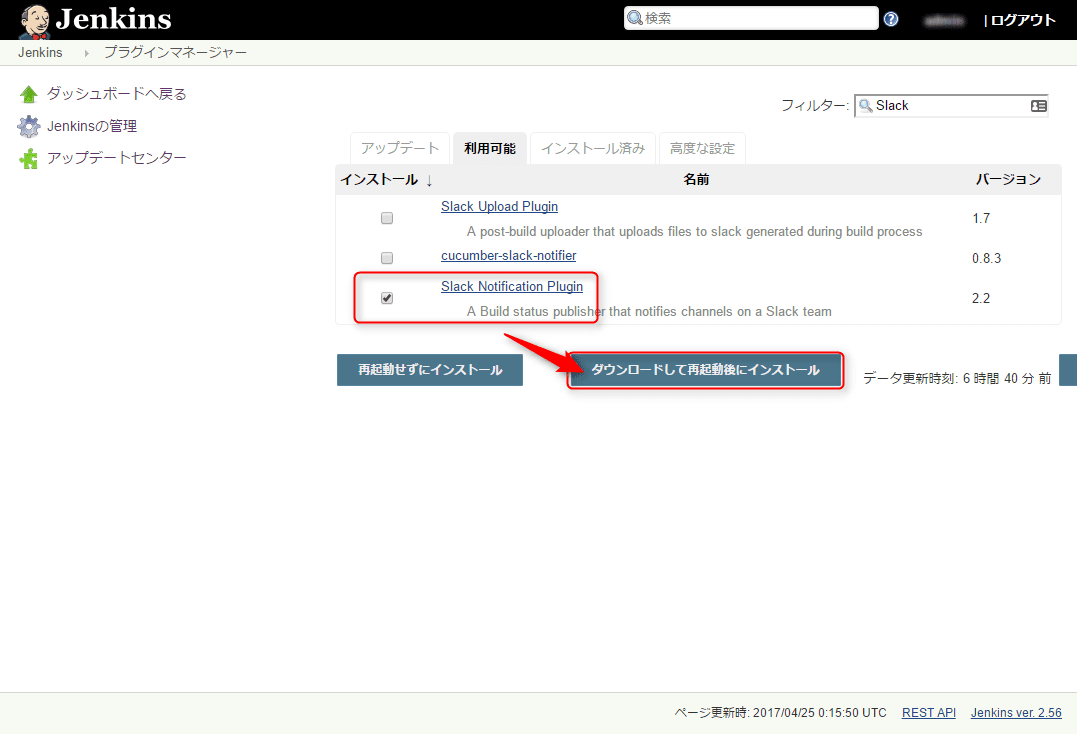 Jenkins
検索
| ログアウト
Jenkins
プラグインマネージャー
ダッシュボードへ戻る
Jenkinsの管理
アップデートセンター
フィルター:
Slack
アップデート
利用可能
インストール済み
高度な設定
インストール ↓
名前
バージョン
Slack Upload Plugin
A post-build uploader that uploads files to slack generated during build process
1.7
cucumber-slack-notifier
0.8.3
Slack Notification Plugin
A Build status publisher that notifies channels on a Slack team
2.2
再起動せずにインストール
ダウンロードして再起動後にインストール
データ更新時刻: 6 時間 40 分 前
ページ更新時: 2017/04/25 0:15:50 UTC
REST API
Jenkins ver. 2.56